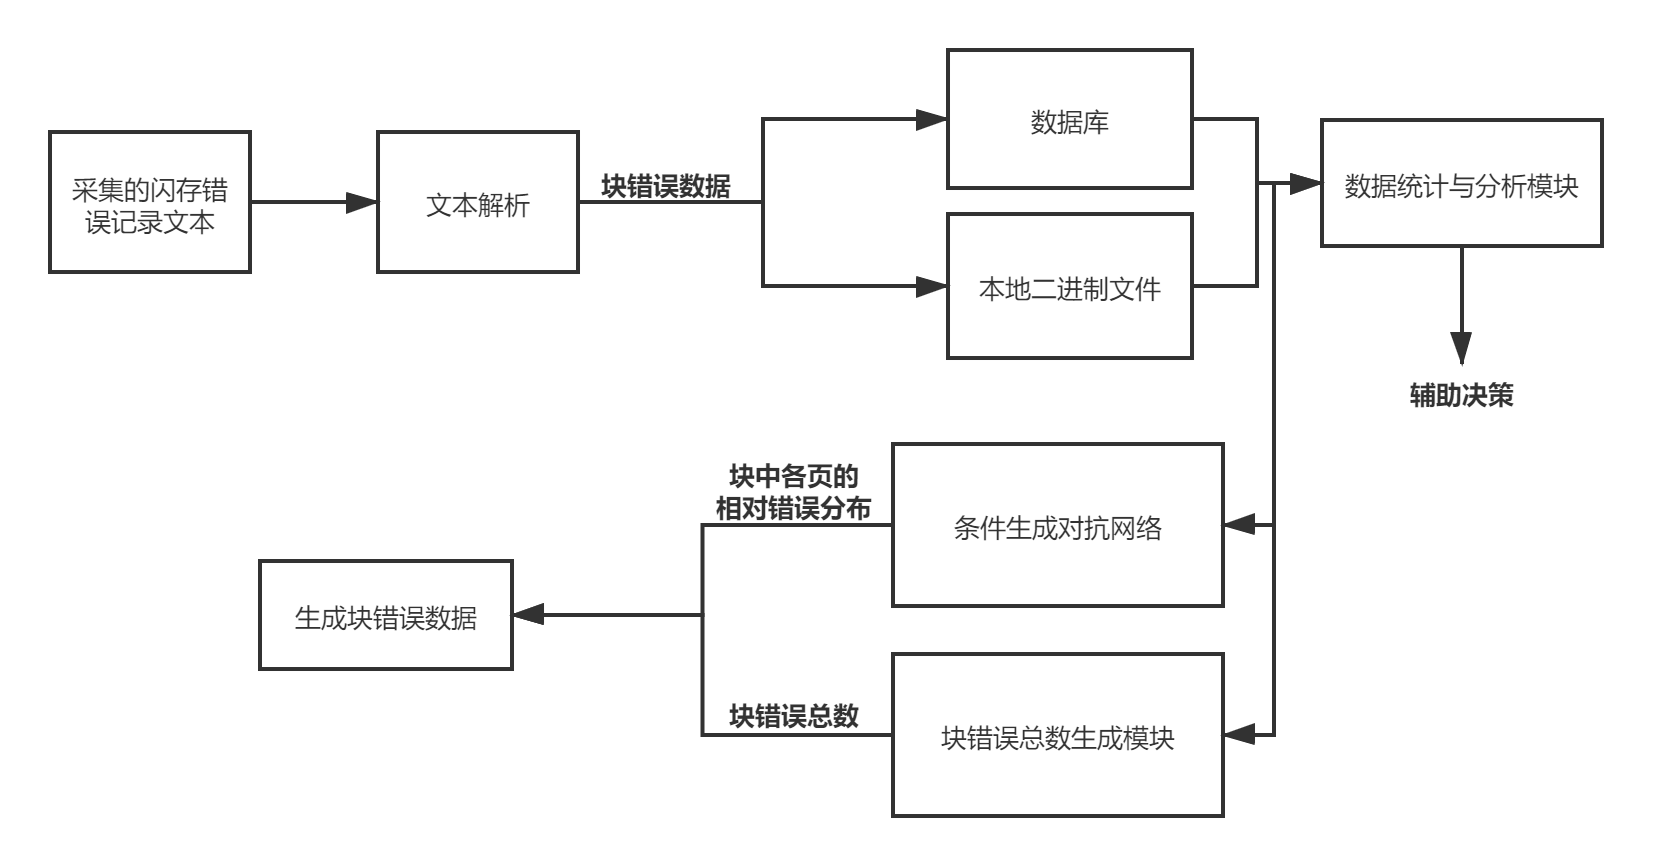 采集的闪存错
误记录文本
文本解析
块错误数据
数据库
本地二进制文件
数据统计与分析模块
辅助决策
块中各页的
相对错误分布
条件生成对抗网络
生成块错误数据
块错误总数
块错误总数生成模块